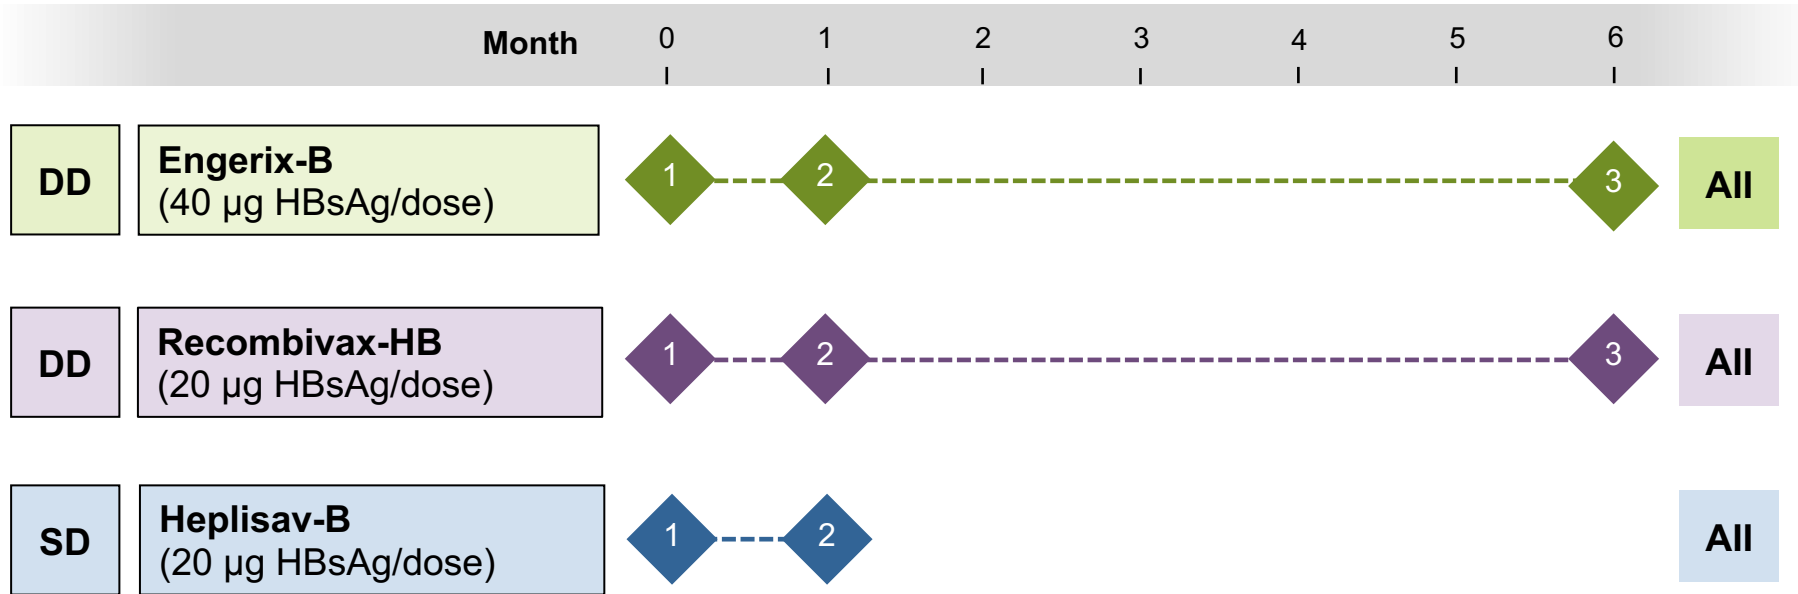 Month 0 1 2 3 4 5 6
DD Engerix-B 1 2 3 All
(40 µg HBsAg/dose)
DD Recombivax-HB 1 2 3 All
(20 µg HBsAg/dose)
SD Heplisav-B 1 2 All
(20 µg HBsAg/dose)